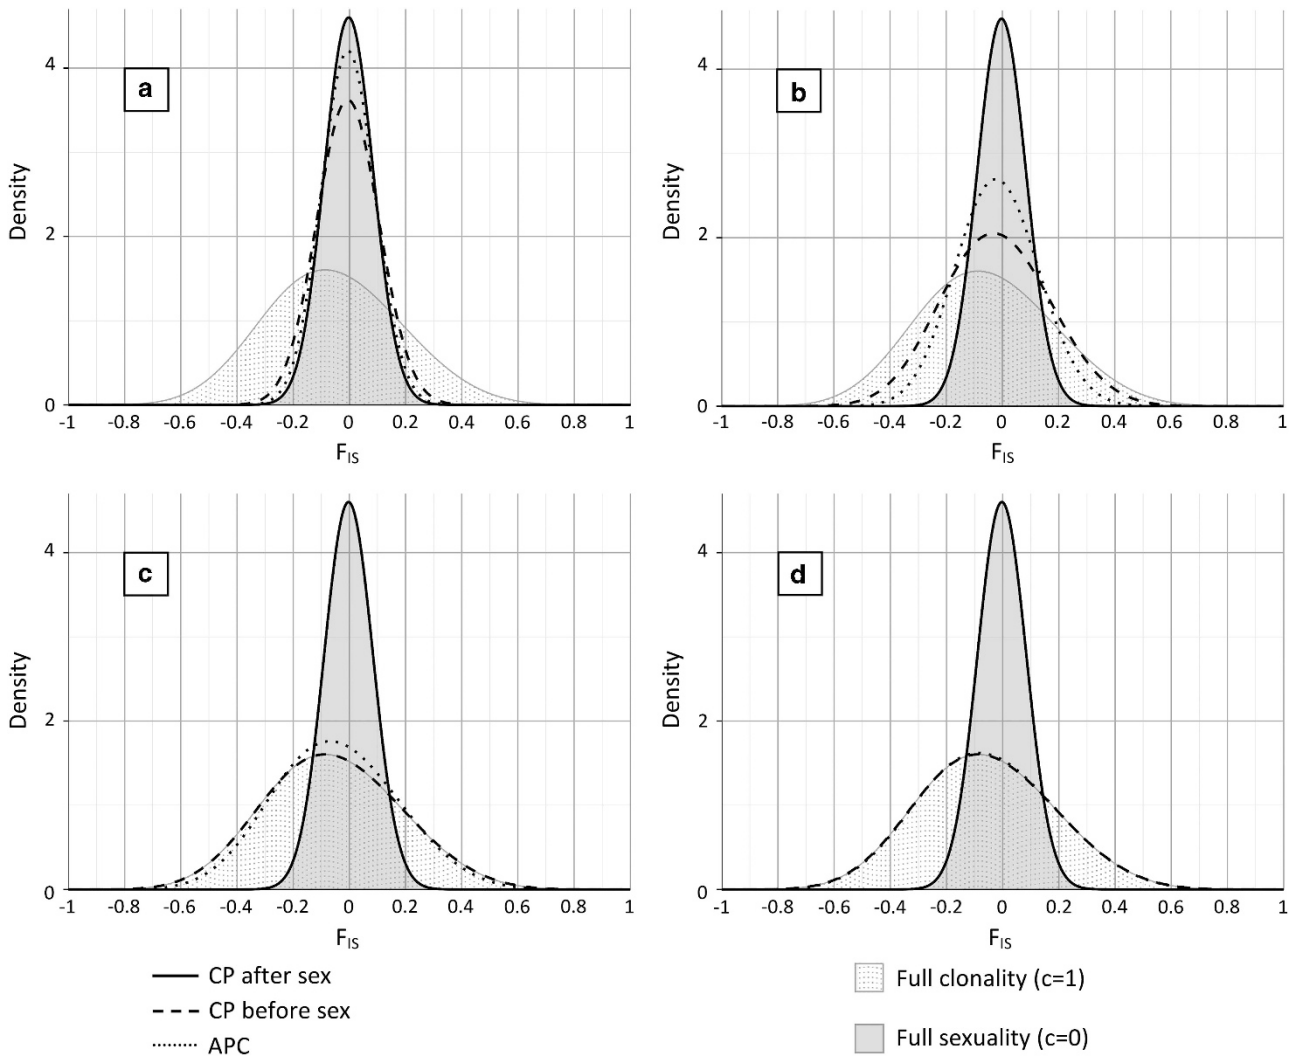 a
4
2
0
Density
-1 -0.8 -0.6 -0.4 -0.2 0 0.2 0.4 0.6 0.8 1
FIS
b
4
2
0
Density
-1 -0.8 -0.6 -0.4 -0.2 0 0.2 0.4 0.6 0.8 1
FIS
c
4
2
0
Density
-1 -0.8 -0.6 -0.4 -0.2 0 0.2 0.4 0.6 0.8 1
FIS
d
4
2
0
Density
-1 -0.8 -0.6 -0.4 -0.2 0 0.2 0.4 0.6 0.8 1
FIS
CP after sex
CP before sex
APC
Full clonality (c=1)
Full sexuality (c=0)